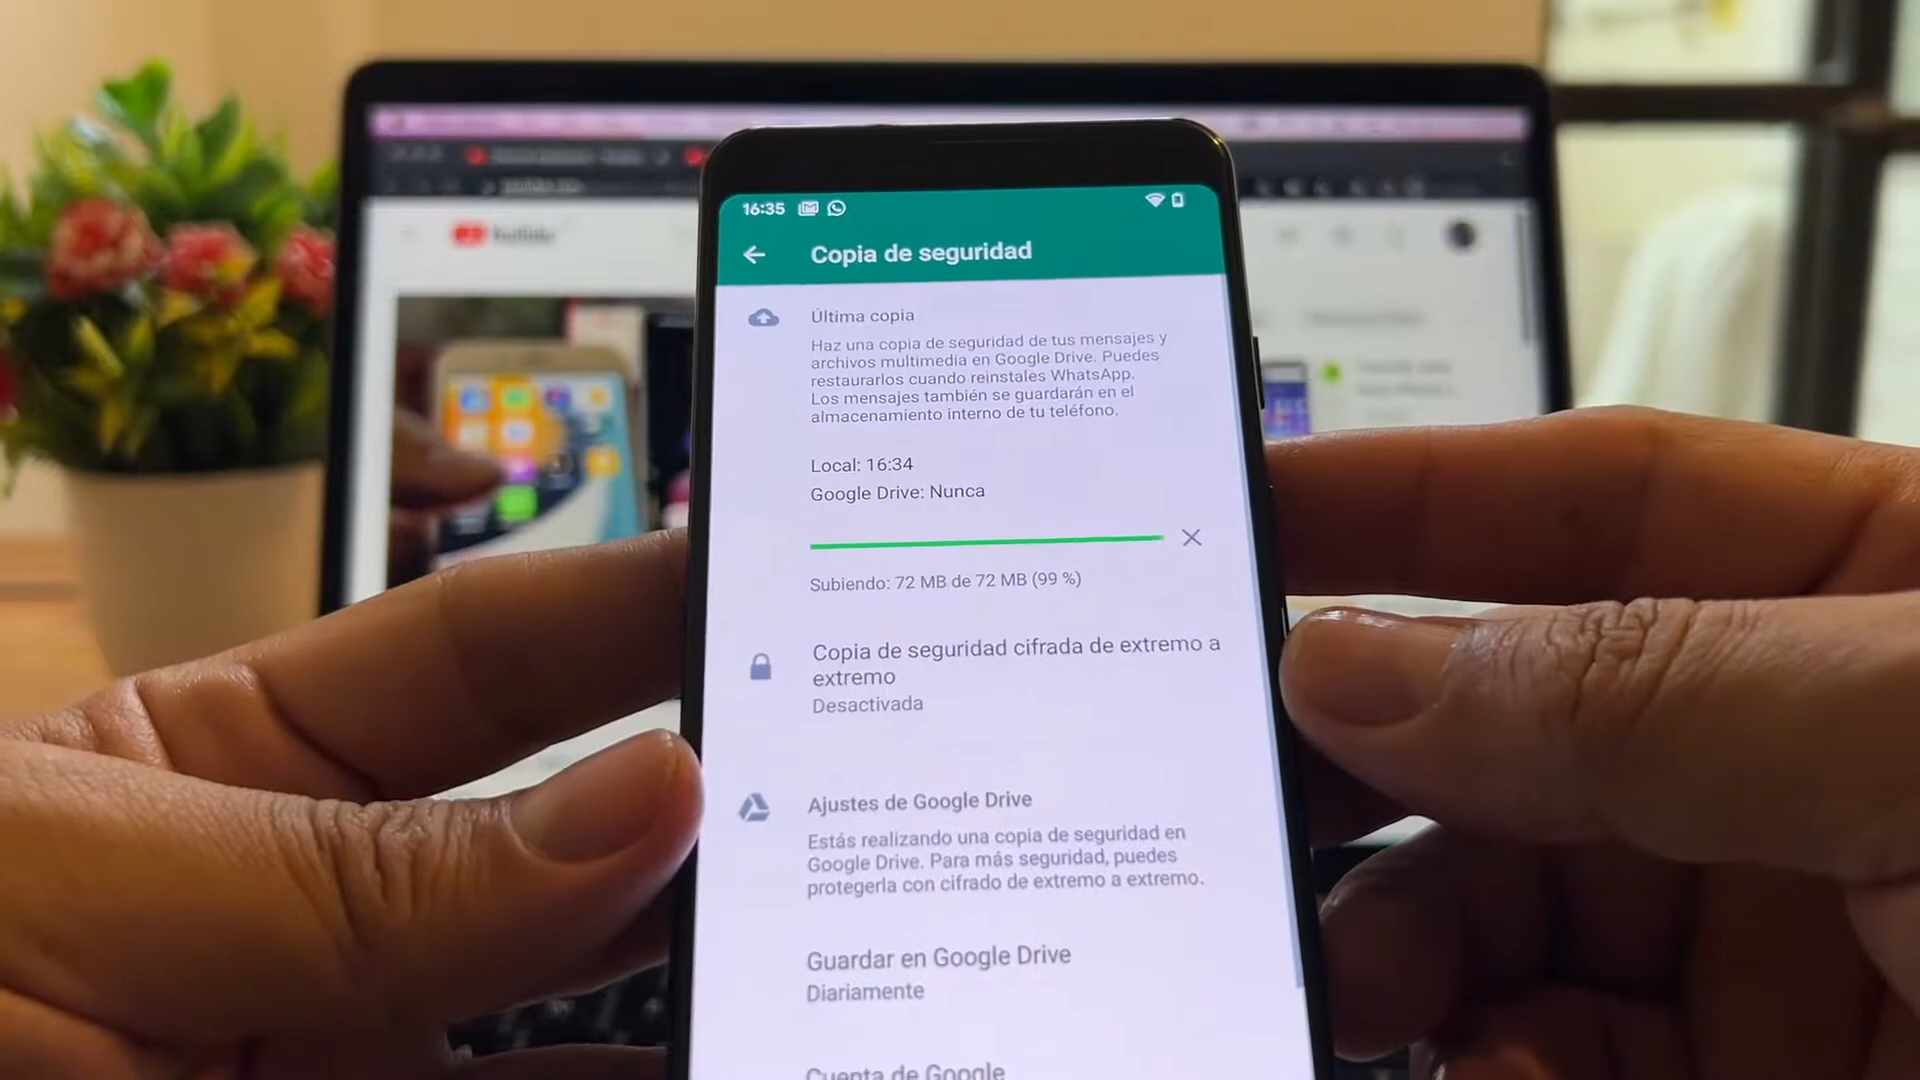 16:35
Copia de seguridad
Última copia
Haz una copia de seguridad de tus mensajes y
archivos multimedia en Google Drive. Puedes
restaurarlos cuando reinstales WhatsApp.
Los mensajes también se guardarán en el
almacenamiento interno de tu teléfono.
Local: 16:34
Google Drive: Nunca
Subiendo: 72 MB de 72 MB (99 %)
Copia de seguridad cifrada de extremo a
extremo
Desactivada
Ajustes de Google Drive
Estás realizando una copia de seguridad en
Google Drive. Para más seguridad, puedes
protegerla con cifrado de extremo a extremo.
Guardar en Google Drive
Diariamente
Cuenta de Google